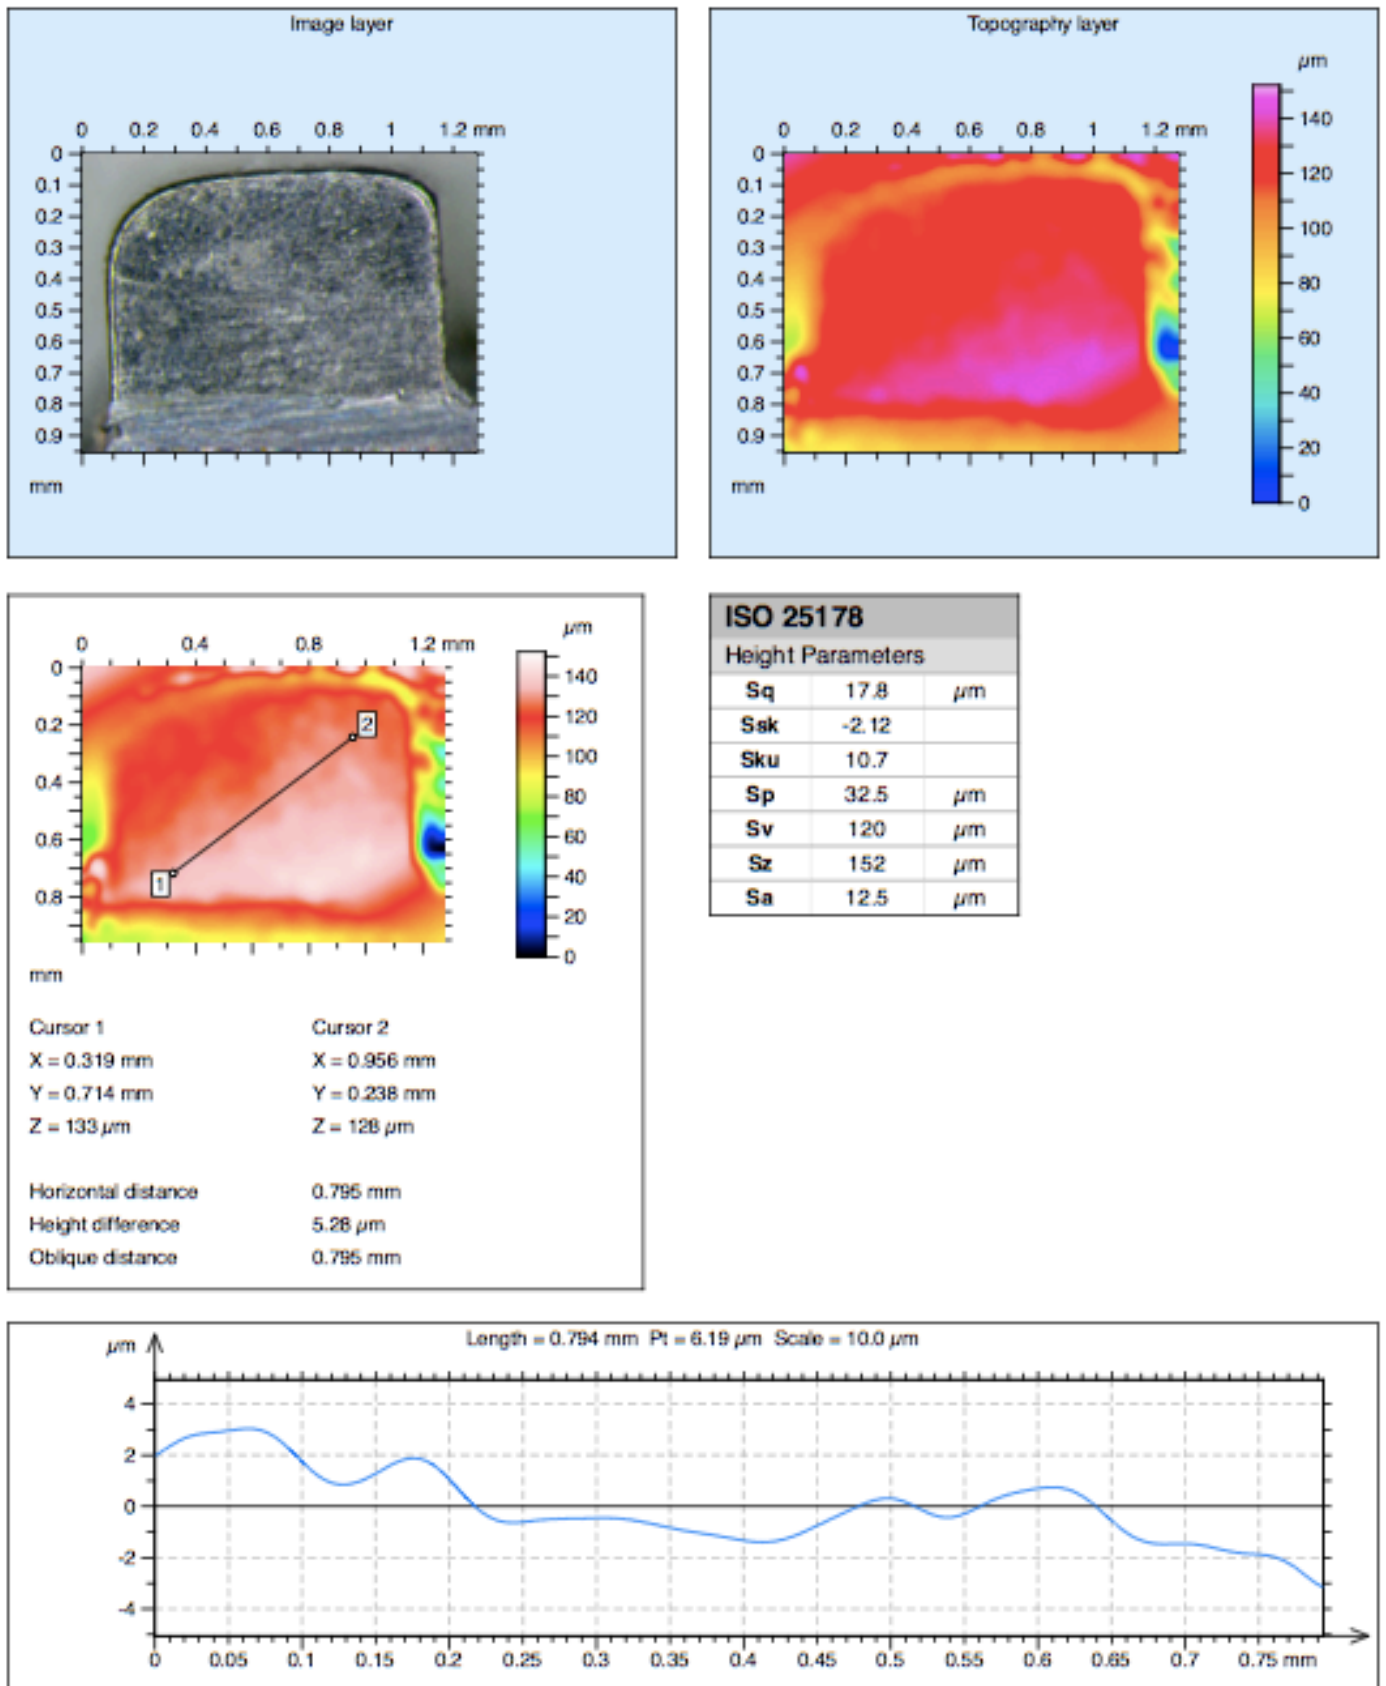 Image layer
0 0.2 0.4 0.6 0.8 1 1.2 mm
0
0.1
0.2
0.3
0.4
0.5
0.6
0.7
0.8
0.9
mm
Topography layer
µm
0 0.2 0.4 0.6 0.8 1 1.2 mm
0
0.1
0.2
0.3
0.4
0.5
0.6
0.7
0.8
0.9
mm
140
120
100
80
60
40
20
0
µm
0 0.4 0.8 1.2 mm
0
0.2
0.4
0.6
0.8
mm
2
1
140
120
100
80
60
40
20
0
Cursor 1 Cursor 2
X = 0.319 mm X = 0.956 mm
Y = 0.714 mm Y = 0.238 mm
Z = 133 µm Z = 128 µm
Horizontal distance 0.795 mm
Height difference 5.28 µm
Oblique distance 0.795 mm
ISO 25178
Height Parameters
Sq 17.8 µm
Ssk -2.12
Sku 10.7
Sp 32.5 µm
Sv 120 µm
Sz 152 µm
Sa 12.5 µm
µm Length = 0.794 mm Pt = 6.19 µm Scale = 10.0 µm
4
2
0
-2
-4
0 0.05 0.1 0.15 0.2 0.25 0.3 0.35 0.4 0.45 0.5 0.55 0.6 0.65 0.7 0.75 mm